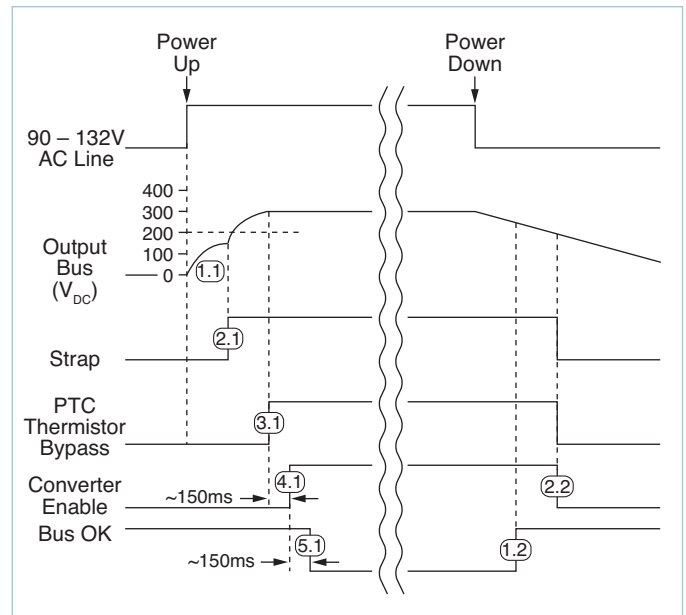 Power
Up
Power
Down
90 – 132V
AC Line
400
300
200
100
0
Output
Bus
(VDC)
1.1
2.1
Strap
PTC
Thermistor
Bypass
3.1
Converter
Enable
~150ms
4.1
2.2
Bus OK
5.1
1.2
~150ms